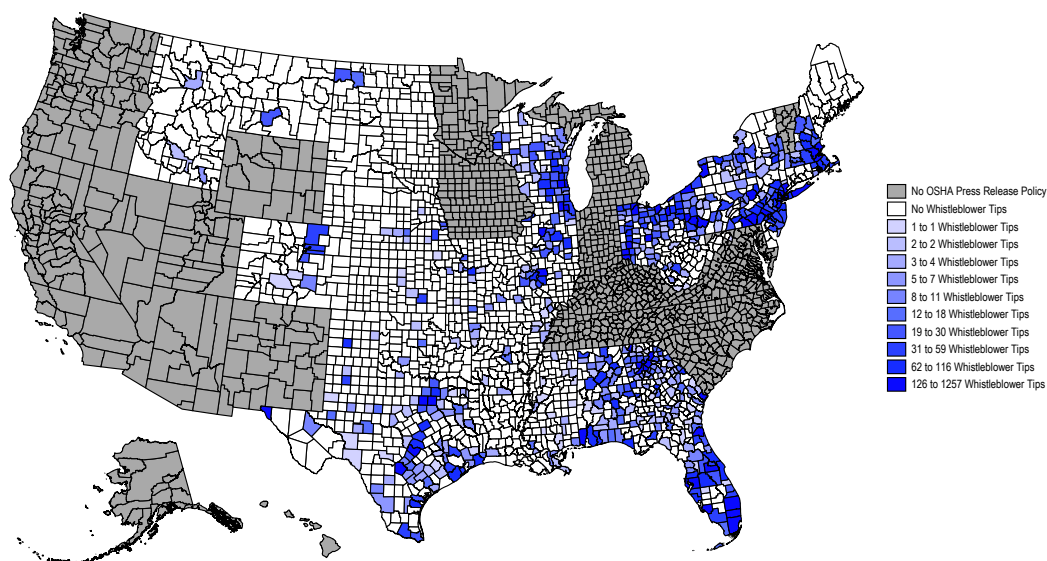 No OSHA Press Release Policy
No Whistleblower Tips
1 to 1 Whistleblower Tips
2 to 2 Whistleblower Tips
3 to 4 Whistleblower Tips
5 to 7 Whistleblower Tips
8 to 11 Whistleblower Tips
12 to 18 Whistleblower Tips
19 to 30 Whistleblower Tips
31 to 59 Whistleblower Tips
62 to 116 Whistleblower Tips
126 to 1257 Whistleblower Tips